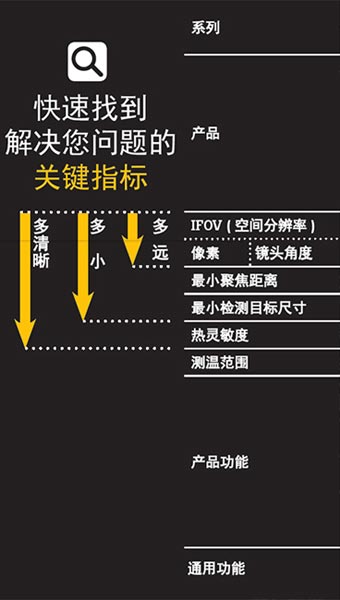 快速找到
解决您问题的
关键指标
多清晰
多小
多远
系列
产品
IFOV ( 空间分辨率 )
像素 镜头角度
最小聚焦距离
最小检测目标尺寸
热灵敏度
测温范围
产品功能
通用功能